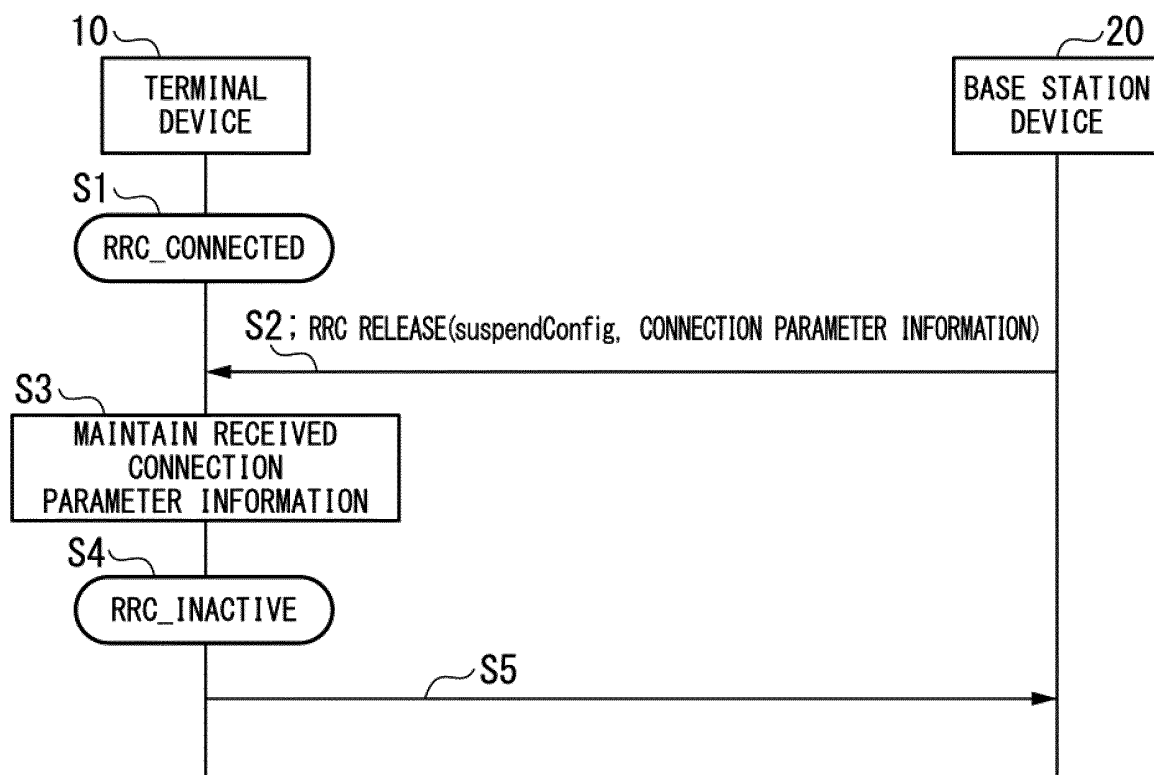 10
20
TERMINAL
DEVICE
BASE STATION
DEVICE
S1
RRC_CONNECTED
S2; RRC RELEASE(suspendConfig, CONNECTION PARAMETER INFORMATION)
S3
MAINTAIN RECEIVED
CONNECTION
PARAMETER INFORMATION
S4
RRC_INACTIVE
S5